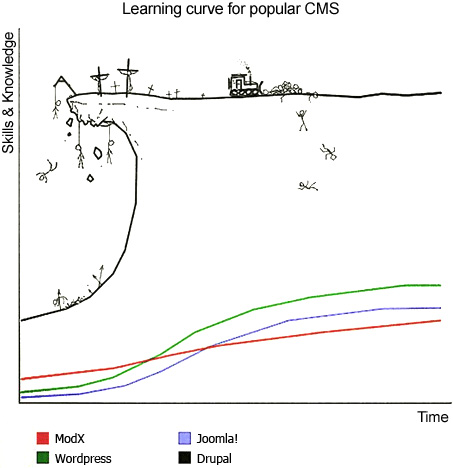 Learning curve for popular CMS
Skills & Knowledge
Time
ModX
Joomla!
Wordpress
Drupal